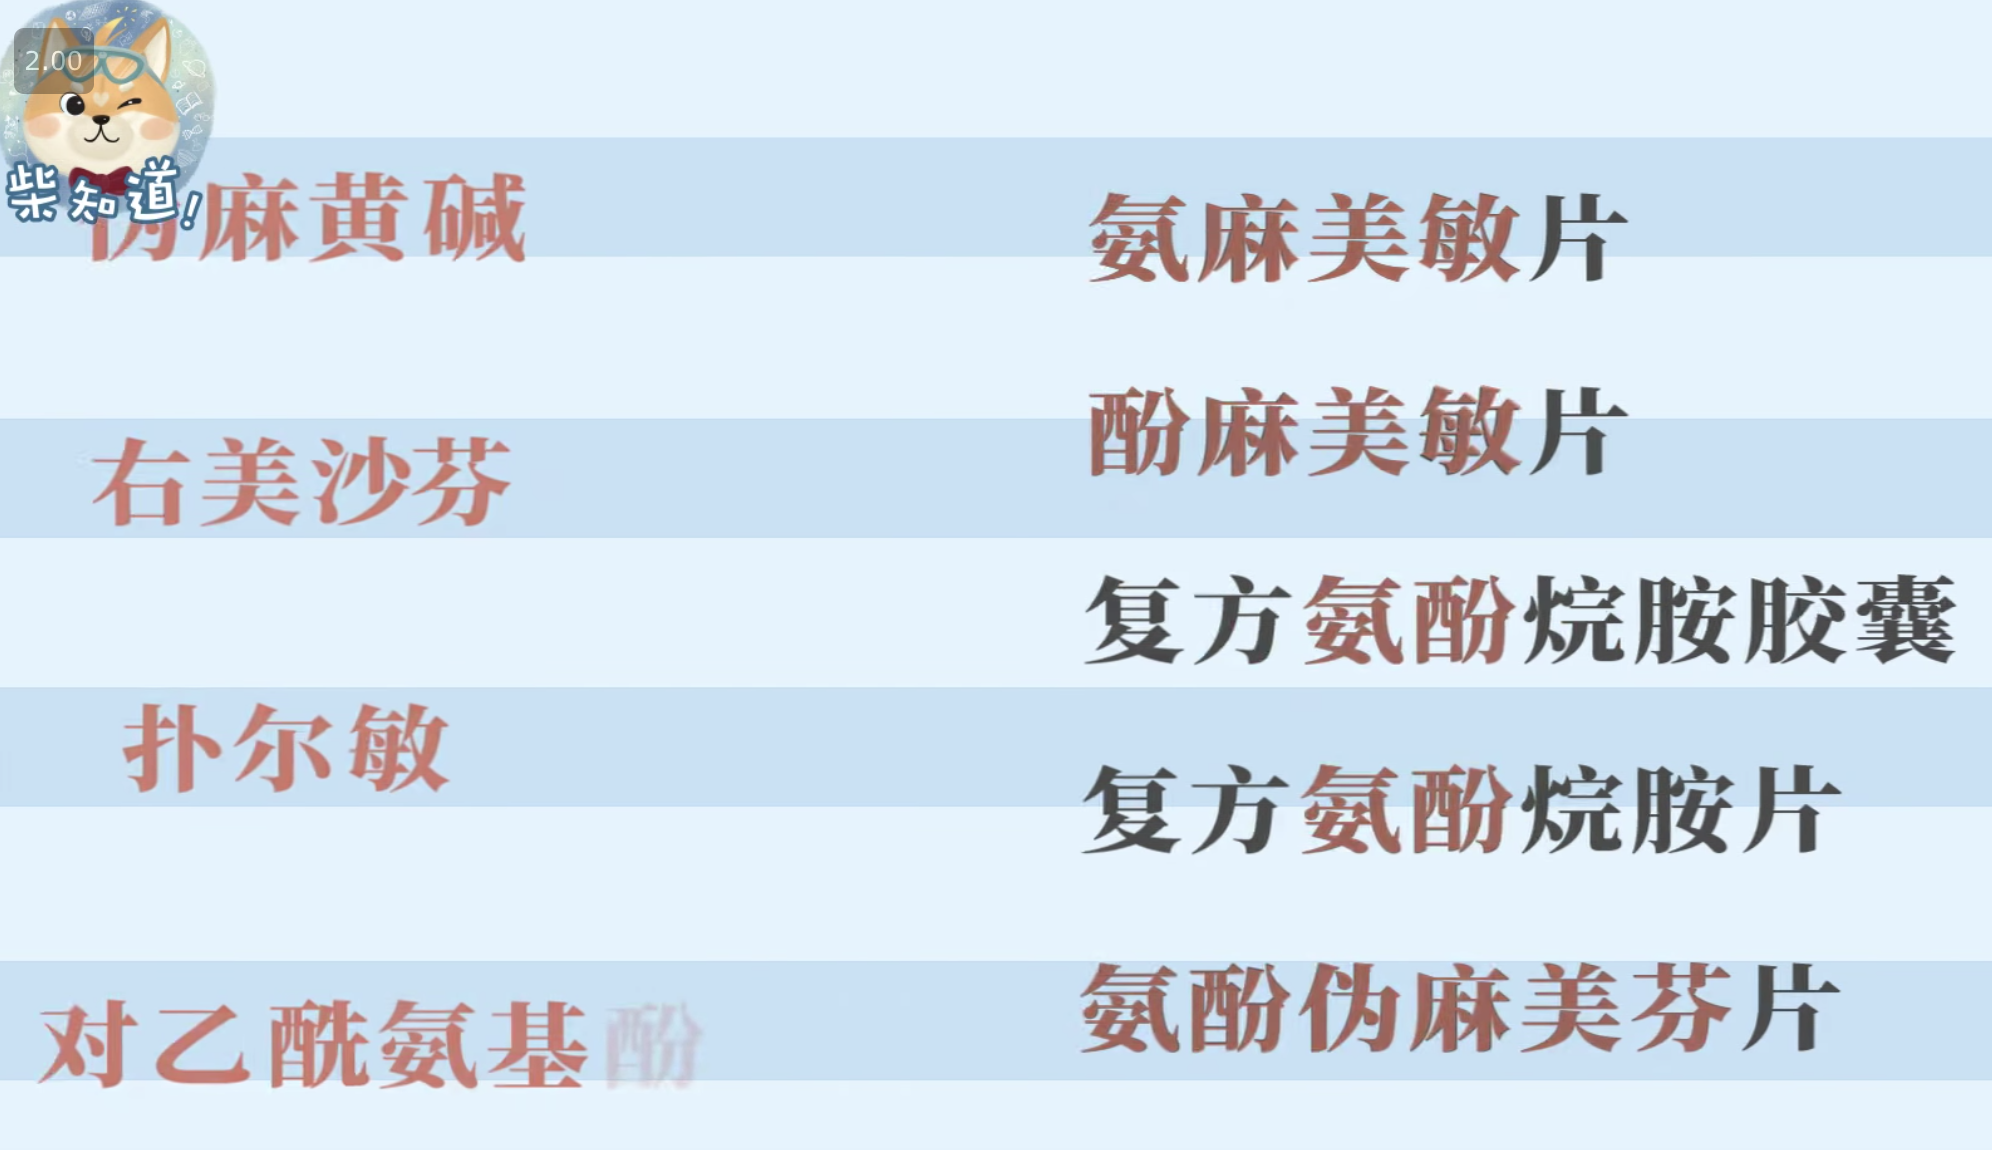 2.00
柴知道!
伪麻黄碱
右美沙芬
扑尔敏
对乙酰氨基酚
氨麻美敏片
酚麻美敏片
复方氨酚烷胺胶囊
复方氨酚烷胺片
氨酚伪麻美芬片